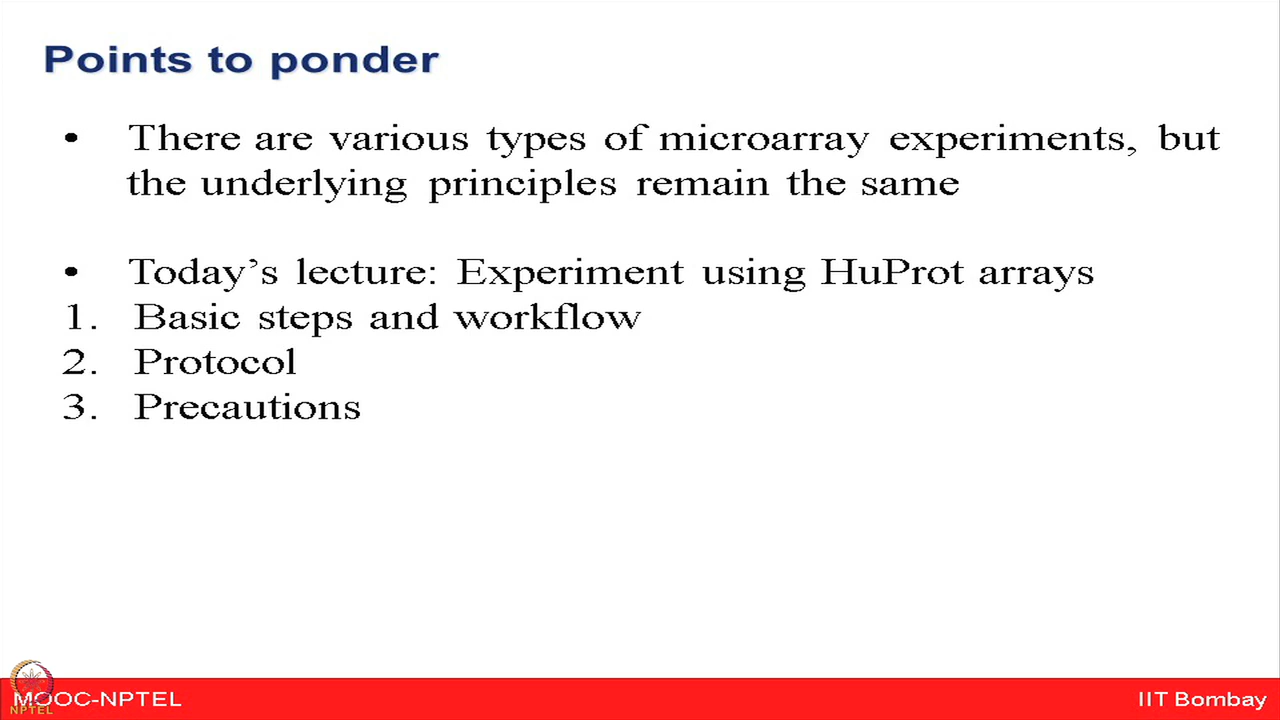 Points to ponder
• There are various types of microarray experiments, but
the underlying principles remain the same
• Today’s lecture: Experiment using HuProt arrays
1. Basic steps and workflow
2. Protocol
3. Precautions
MOOC-NPTEL
NPTEL
IIT Bombay